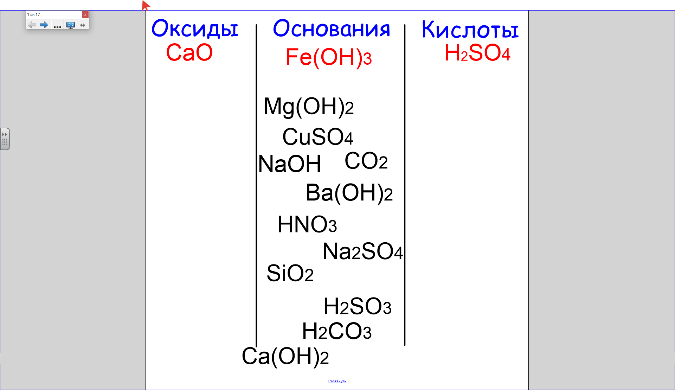 Оксиды Основания Кислоты
CaO Fe(OH)3 H2SO4
Mg(OH)2
CuSO4
NaOH CO2
Ba(OH)2
HNO3
Na2SO4
SiO2
H2SO3
H2CO3
Ca(OH)2